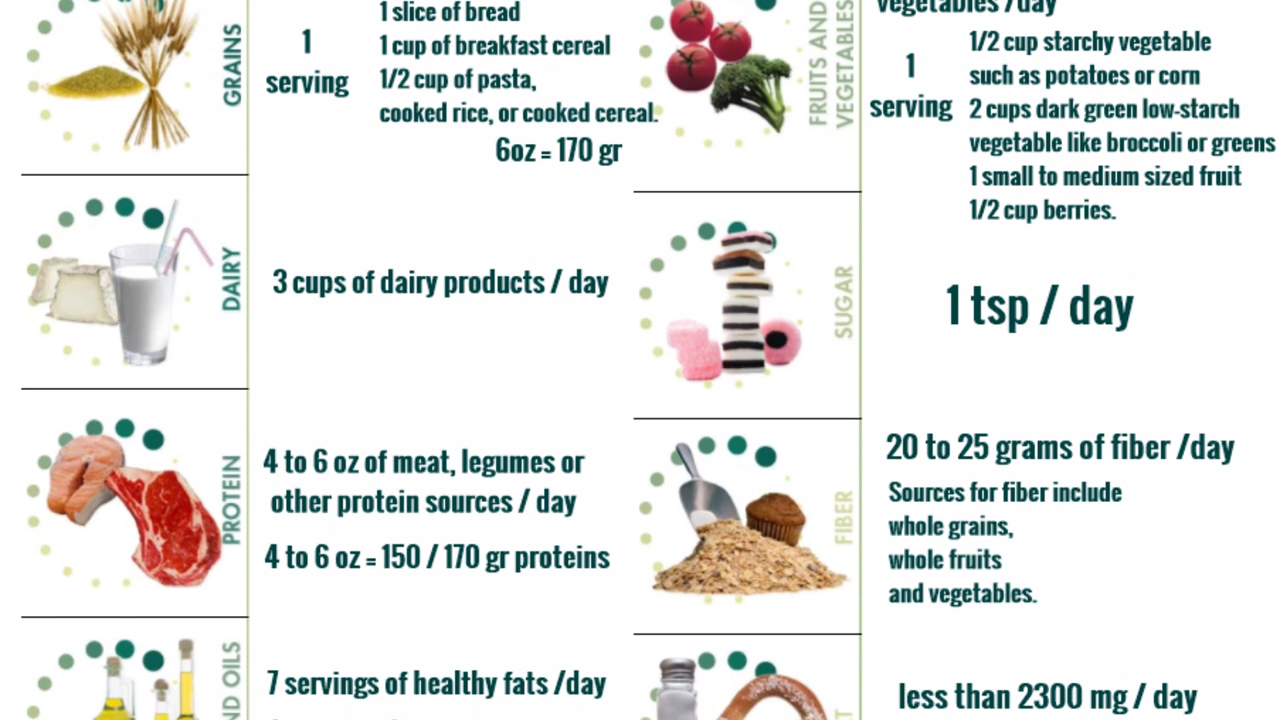 GRAINS
1
serving
1 slice of bread
1 cup of breakfast cereal
1/2 cup of pasta,
cooked rice, or cooked cereal.
6oz = 170 gr
DAIRY
3 cups of dairy products / day
PROTEIN
4 to 6 oz of meat, legumes or
other protein sources / day
4 to 6 oz = 150 / 170 gr proteins
ND OILS
7 servings of healthy fats /day
FRUITS AND
VEGETABLES
vegetables /day
1
serving
1/2 cup starchy vegetable
such as potatoes or corn
2 cups dark green low-starch
vegetable like broccoli or greens
1 small to medium sized fruit
1/2 cup berries.
SUGAR
1 tsp / day
FIBER
20 to 25 grams of fiber /day
Sources for fiber include
whole grains,
whole fruits
and vegetables.
less than 2300 mg / day